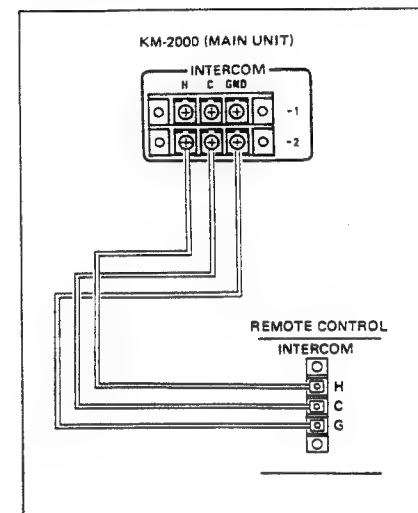 KM-2000 (MAIN UNIT)
INTERCOM
H C GND
-1
-2
REMOTE CONTROL
INTERCOM
H
C
G